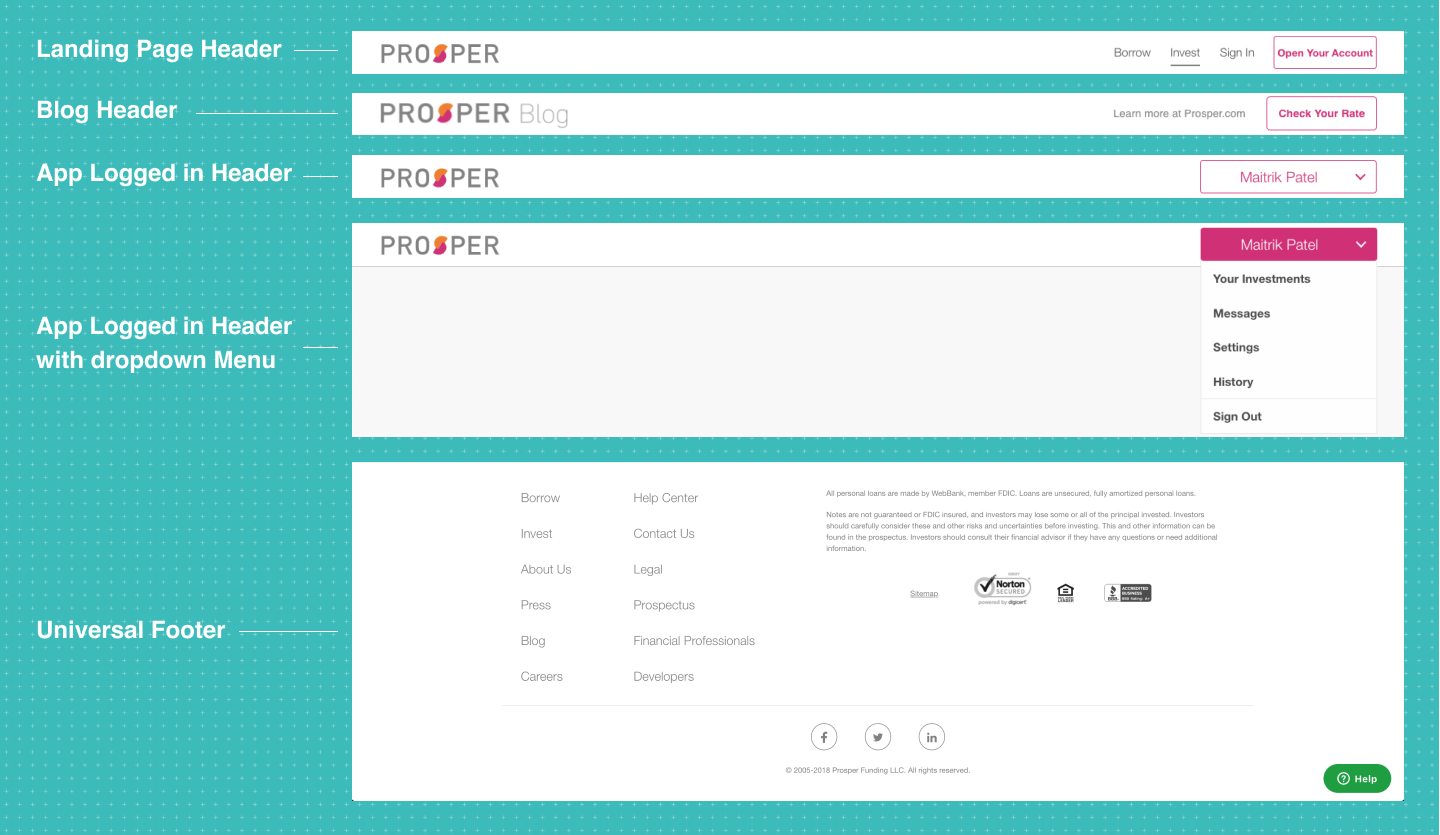 Landing Page Header
PROSPER
Borrow Invest Sign In Open Your Account
Blog Header
PROSPER Blog
Learn more at Prosper.com Check Your Rate
App Logged in Header
PROSPER
Maitrik Patel
PROSPER
Maitrik Patel
Your Investments
Messages
Settings
History
Sign Out
App Logged in Header
with dropdown Menu
Universal Footer
Borrow
Invest
About Us
Press
Blog
Careers
Help Center
Contact Us
Legal
Prospectus
Financial Professionals
Developers
All personal loans are made by WebBank, member FDIC. Loans are unsecured, fully amortized personal loans.
Notes are not guaranteed or FDIC insured, and investors may lose some or all of the principal invested. Investors
should carefully consider these and other risks and uncertainties before investing. This and other information can be
found in the prospectus. Investors should consult their financial advisor if they have any questions or need additional
information.
Sitemap
Norton
SECURED
powered by digicert
LENDER
BBB
ACCREDITED
BUSINESS
BBB Rating: A+
© 2005-2018 Prosper Funding LLC. All rights reserved.
Help